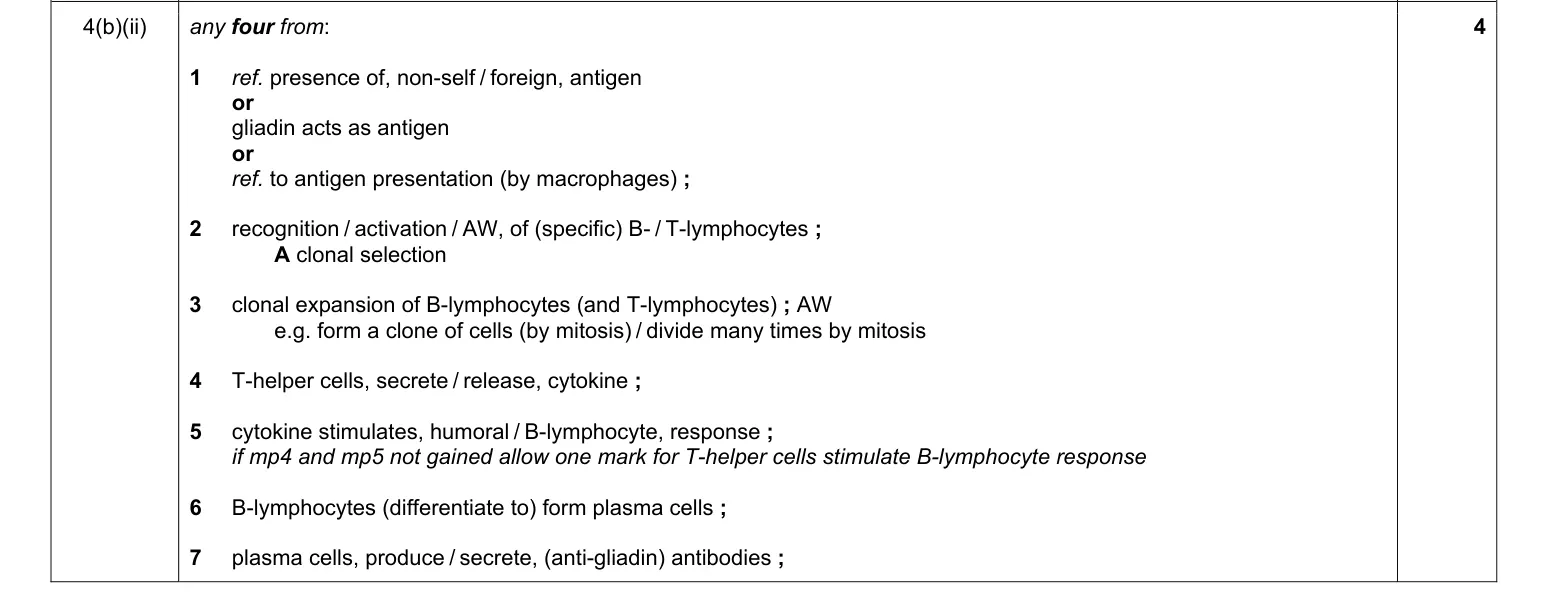 4(b)(ii) any four from: 4
1 ref. presence of, non-self / foreign, antigen
or
gliadin acts as antigen
or
ref. to antigen presentation (by macrophages) ;
2 recognition / activation / AW, of (specific) B- / T-lymphocytes ;
A clonal selection
3 clonal expansion of B-lymphocytes (and T-lymphocytes) ; AW
e.g. form a clone of cells (by mitosis) / divide many times by mitosis
4 T-helper cells, secrete / release, cytokine ;
5 cytokine stimulates, humoral / B-lymphocyte, response ;
if mp4 and mp5 not gained allow one mark for T-helper cells stimulate B-lymphocyte response
6 B-lymphocytes (differentiate to) form plasma cells ;
7 plasma cells, produce / secrete, (anti-gliadin) antibodies ;